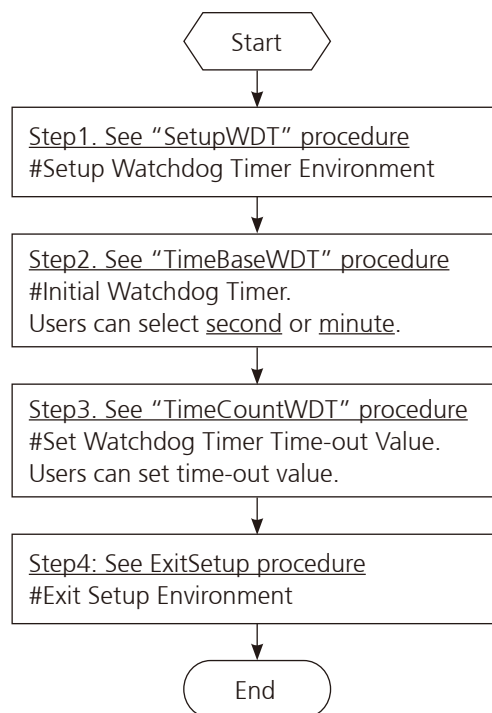 Start
Step1. See “SetupWDT” procedure
#Setup Watchdog Timer Environment
Step2. See “TimeBaseWDT” procedure
#Initial Watchdog Timer.
Users can select second or minute.
Step3. See “TimeCountWDT” procedure
#Set Watchdog Timer Time-out Value.
Users can set time-out value.
Step4: See ExitSetup procedure
#Exit Setup Environment
End